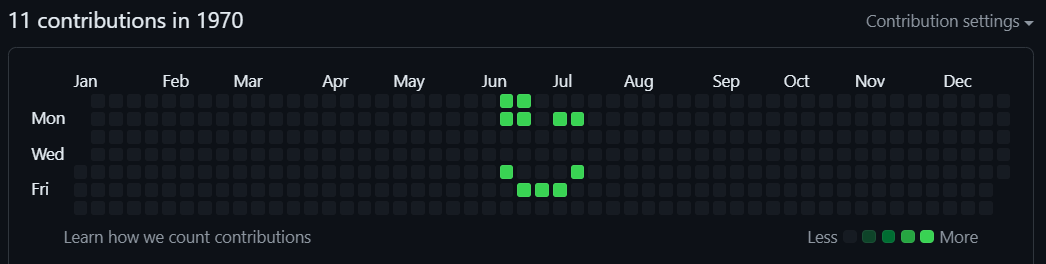 11 contributions in 1970
Contribution settings
Jan Feb Mar Apr May Jun Jul Aug Sep Oct Nov Dec
Mon
Wed
Fri
Learn how we count contributions
Less More